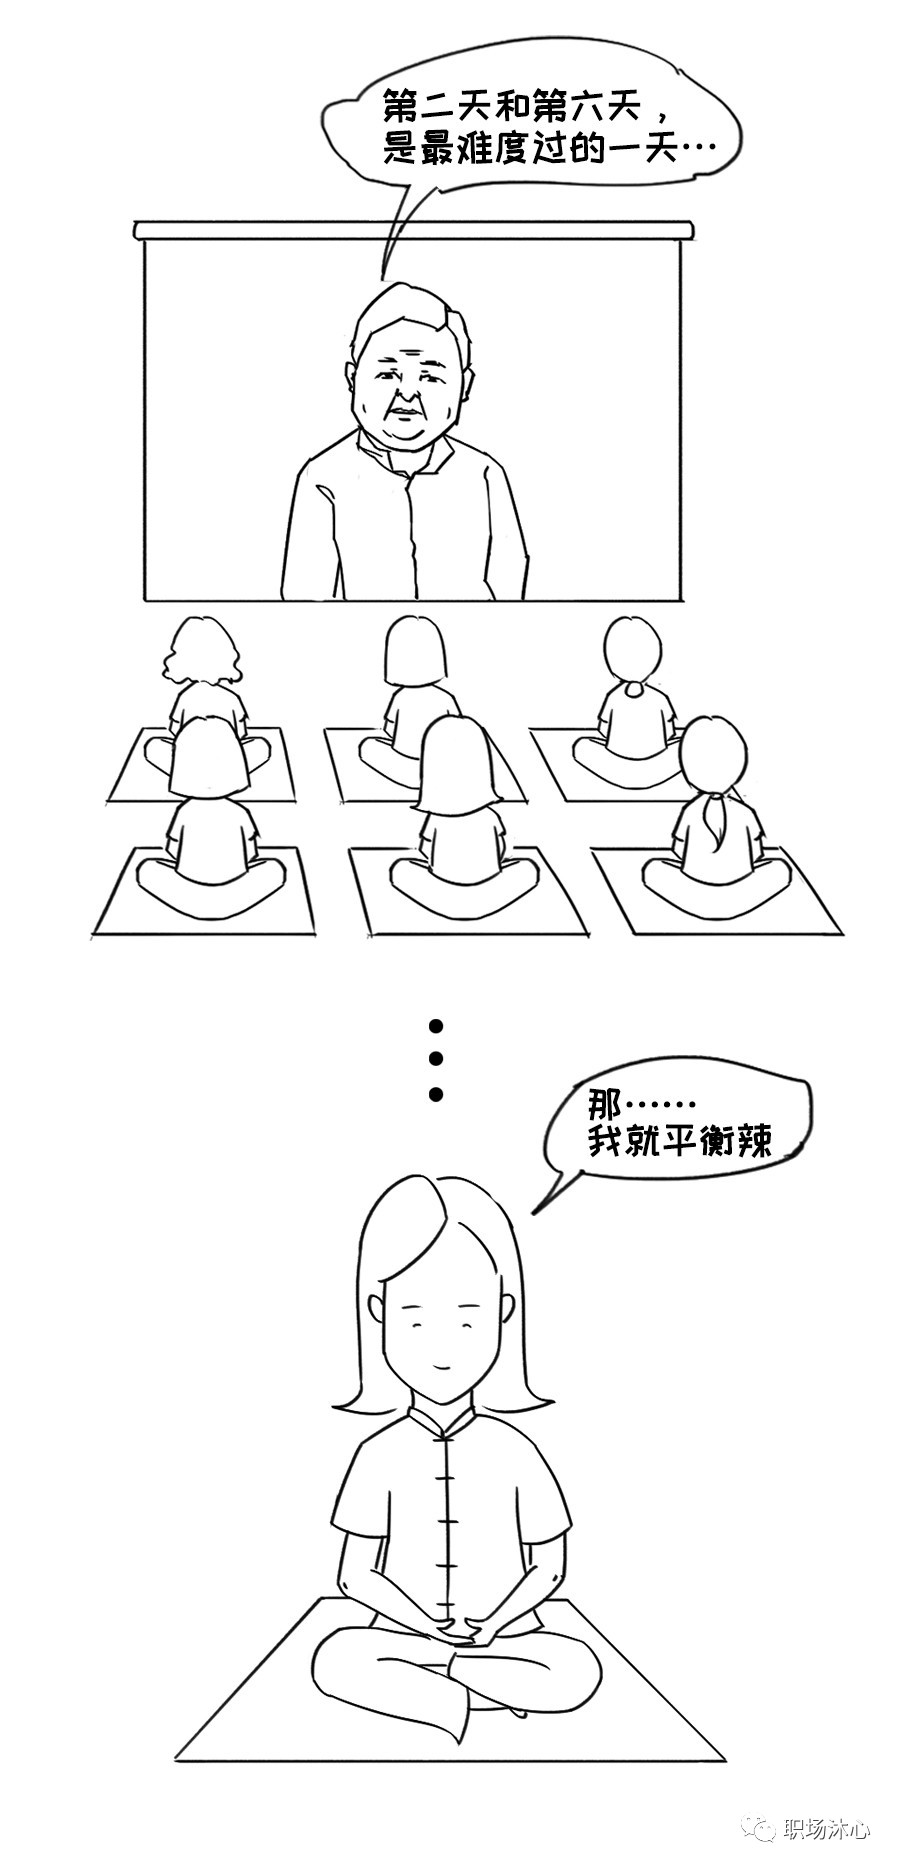 第二天和第六天，
是最难度过的一天…
那……
我就平衡辣
职场沐心